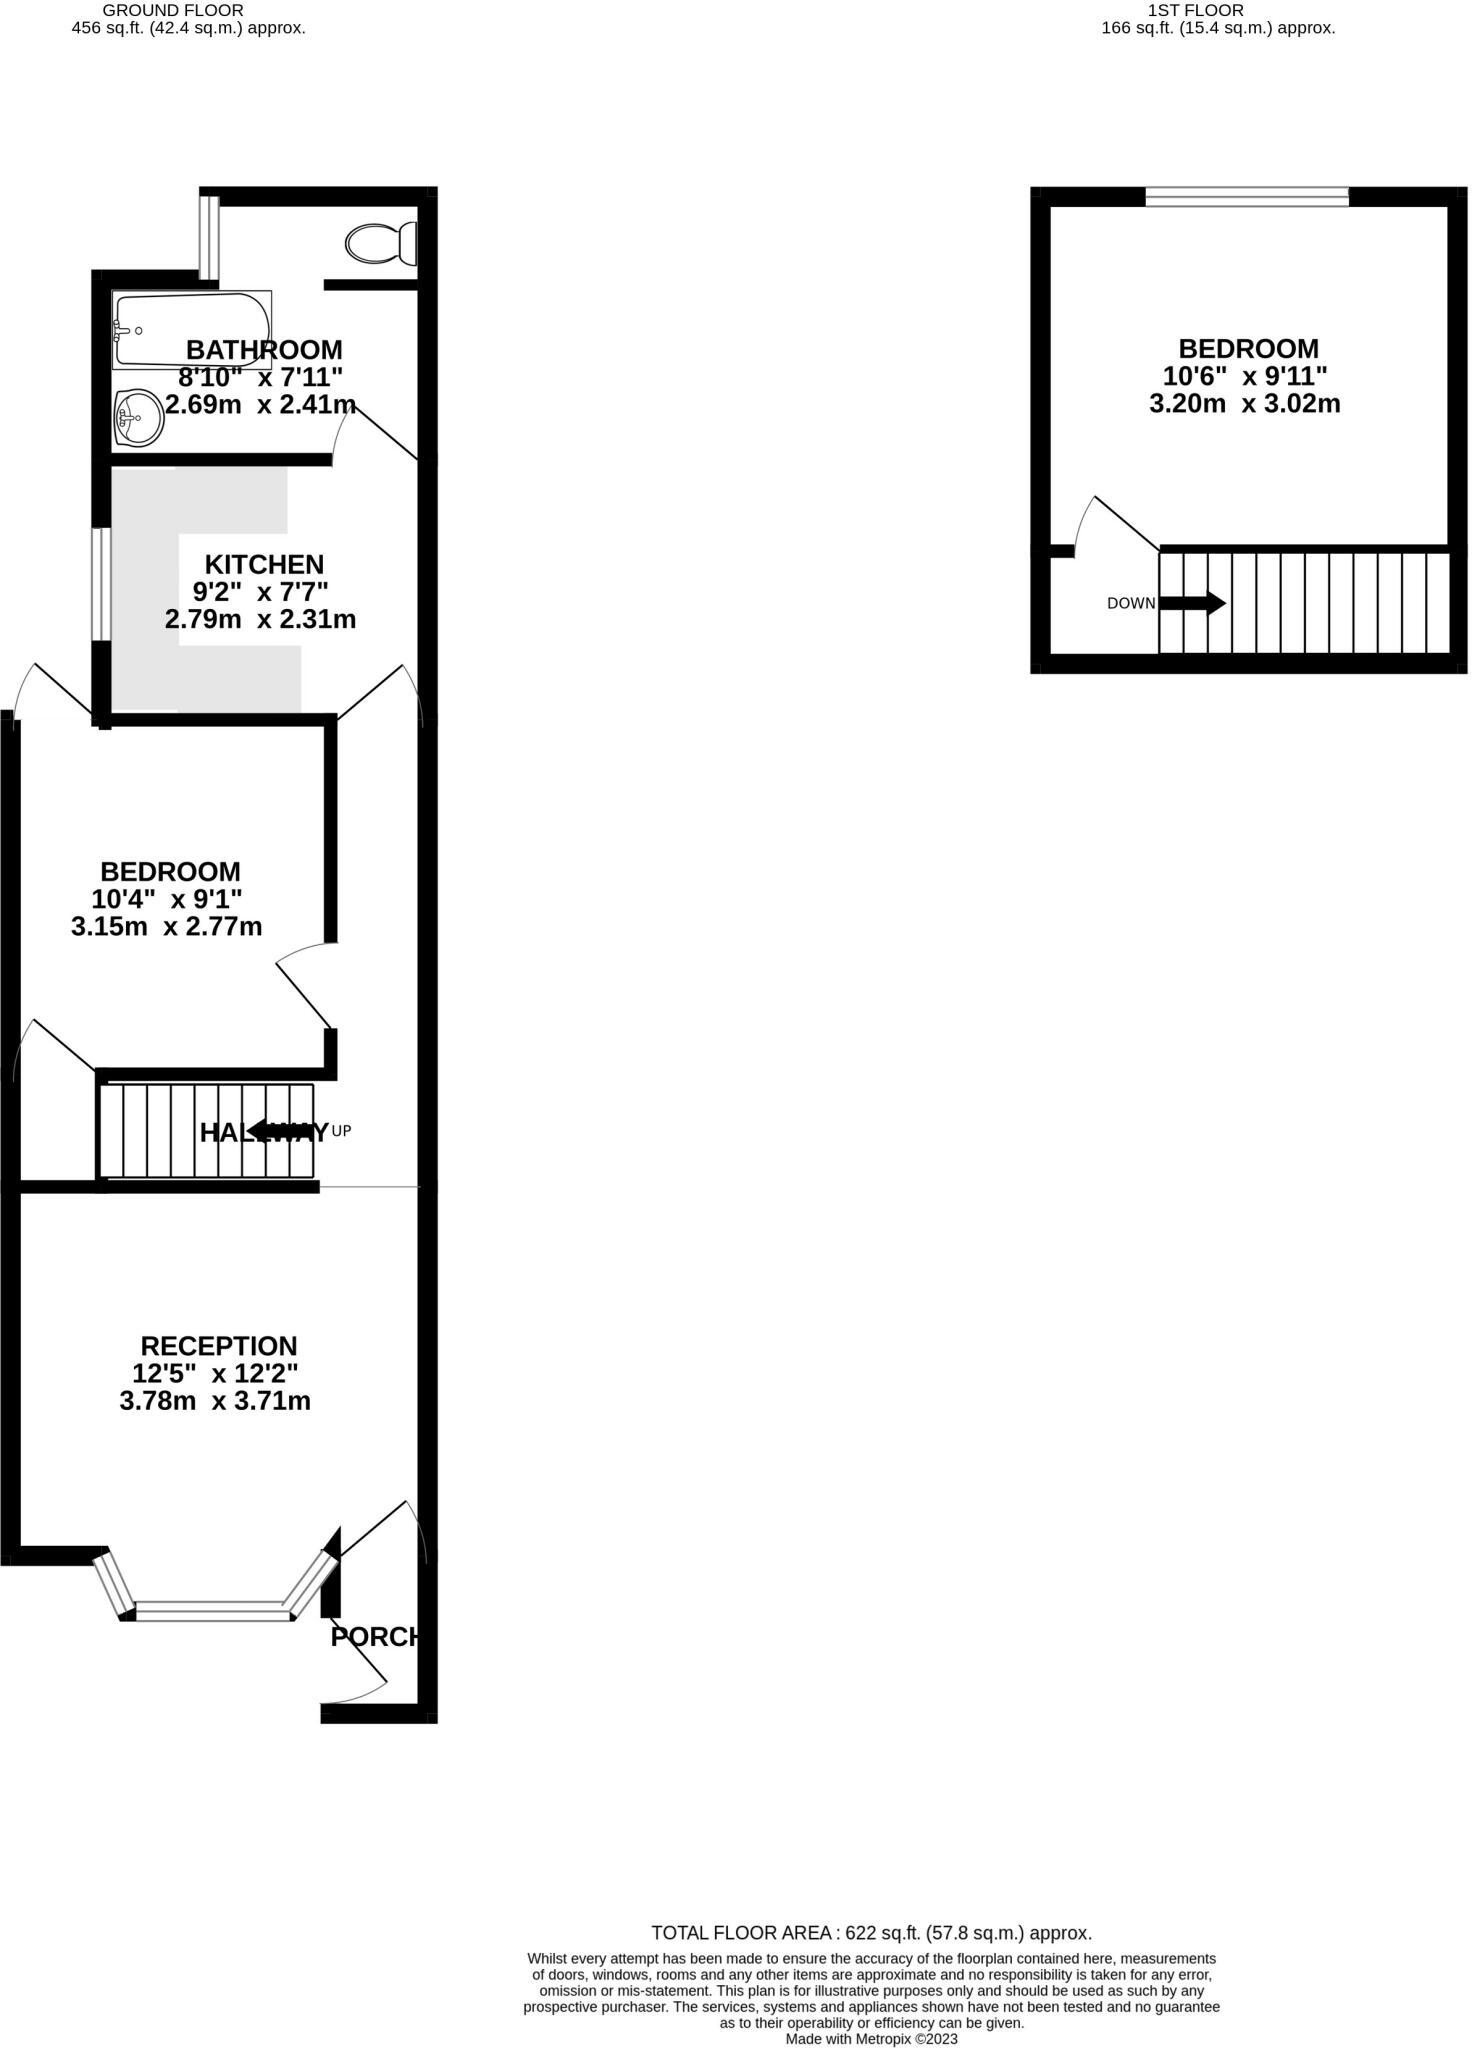 GROUND FLOOR
456 sq.ft. (42.4 sq.m.) approx.
1ST FLOOR
166 sq.ft. (15.4 sq.m.) approx.
BATHROOM
8'10" x 7'11"
2.69m x 2.41m
KITCHEN
9'2" x 7'7"
2.79m x 2.31m
BEDROOM
10'4" x 9'1"
3.15m x 2.77m
HALLWAY
UP
RECEPTION
12'5" x 12'2"
3.78m x 3.71m
PORCH
BEDROOM
10'6" x 9'11"
3.20m x 3.02m
DOWN
TOTAL FLOOR AREA : 622 sq.ft. (57.8 sq.m.) approx.
Whilst every attempt has been made to ensure the accuracy of the floorplan contained here, measurements
of doors, windows, rooms and any other items are approximate and no responsibility is taken for any error,
omission or mis-statement. This plan is for illustrative purposes only and should be used as such by any
prospective purchaser. The services, systems and appliances shown have not been tested and no guarantee
as to their operability or efficiency can be given.
Made with Metropix ©2023